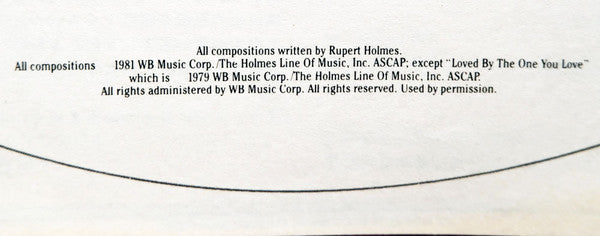 All compositions written by Rupert Holmes.
All compositions 1981 WB Music Corp./The Holmes Line Of Music, Inc. ASCAP; except "Loved By The One You Love"
which is 1979 WB Music Corp./The Holmes Line Of Music, Inc. ASCAP.
All rights administered by WB Music Corp. All rights reserved. Used by permission.